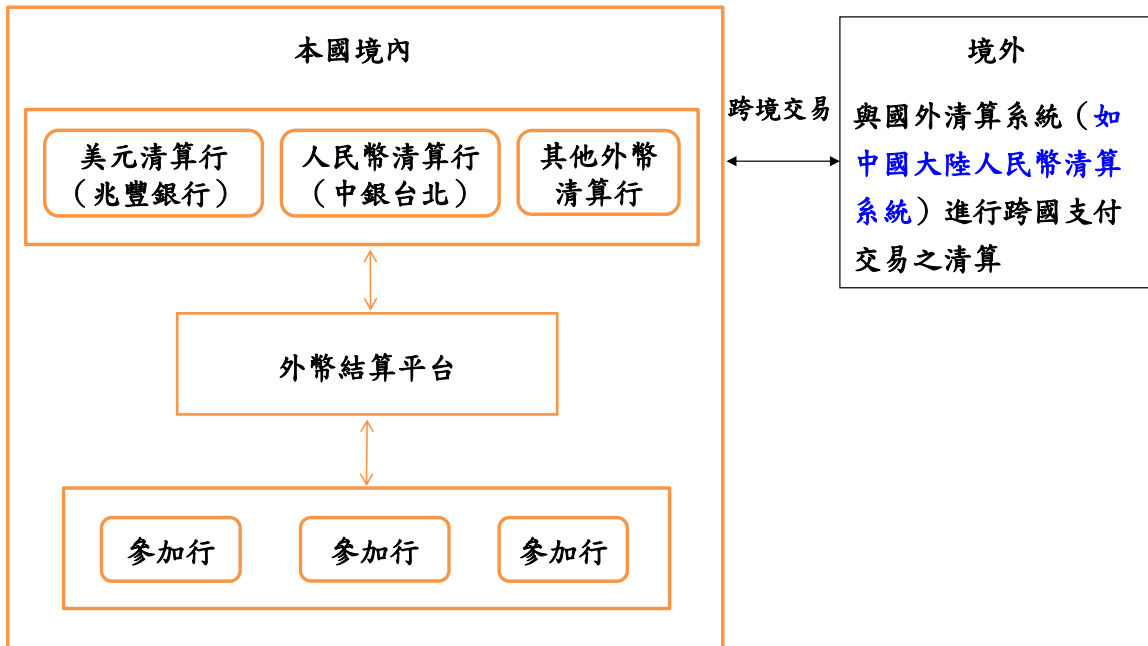 本國境內
美元清算行
（兆豐銀行）
人民幣清算行
（中銀台北）
其他外幣
清算行
外幣結算平台
參加行
參加行
參加行
跨境交易
境外
與國外清算系統（如
中國大陸人民幣清算
系統）進行跨國支付
交易之清算